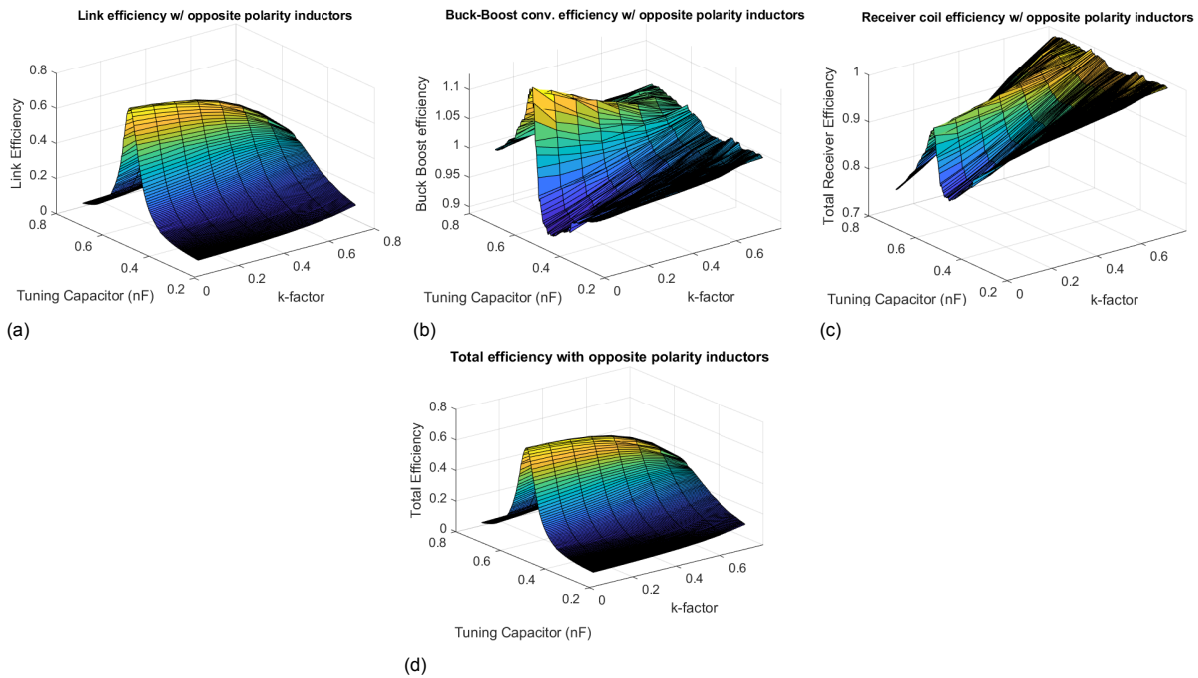 Link efficiency w/ opposite polarity inductors
0.8
0.6
0.4
0.2
0
Link Efficiency
0.8
0.6
0.4
0.2
Tuning Capacitor (nF)
0
0.2
0.4
0.6
0.8
k-factor
(a)
Buck-Boost conv. efficiency w/ opposite polarity inductors
1.1
1.05
1
0.95
0.9
Buck Boost efficiency
0.8
0.6
0.4
0.2
Tuning Capacitor (nF)
0
0.2
0.4
0.6
k-factor
(b)
Receiver coil efficiency w/ opposite polarity inductors
1
0.9
0.8
0.7
Total Receiver Efficiency
0.8
0.6
0.4
0.2
Tuning Capacitor (nF)
0
0.2
0.4
0.6
k-factor
(c)
Total efficiency with opposite polarity inductors
0.8
0.6
0.4
0.2
0
Total Efficiency
0.8
0.6
0.4
0.2
Tuning Capacitor (nF)
0
0.2
0.4
0.6
k-factor
(d)